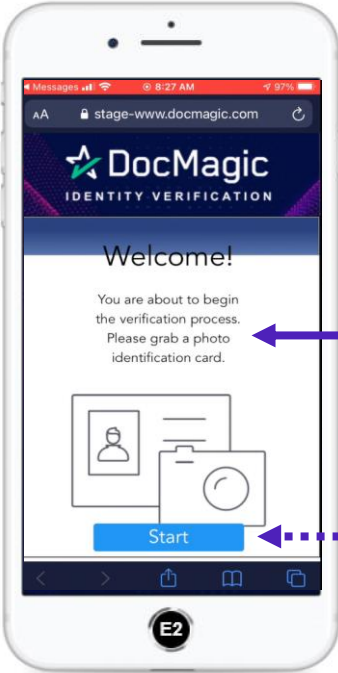 Messages 8:27 AM 97%
AA stage-www.docmagic.com
DocMagic
IDENTITY VERIFICATION
Welcome!
You are about to begin
the verification process.
Please grab a photo
identification card.
Start
E2